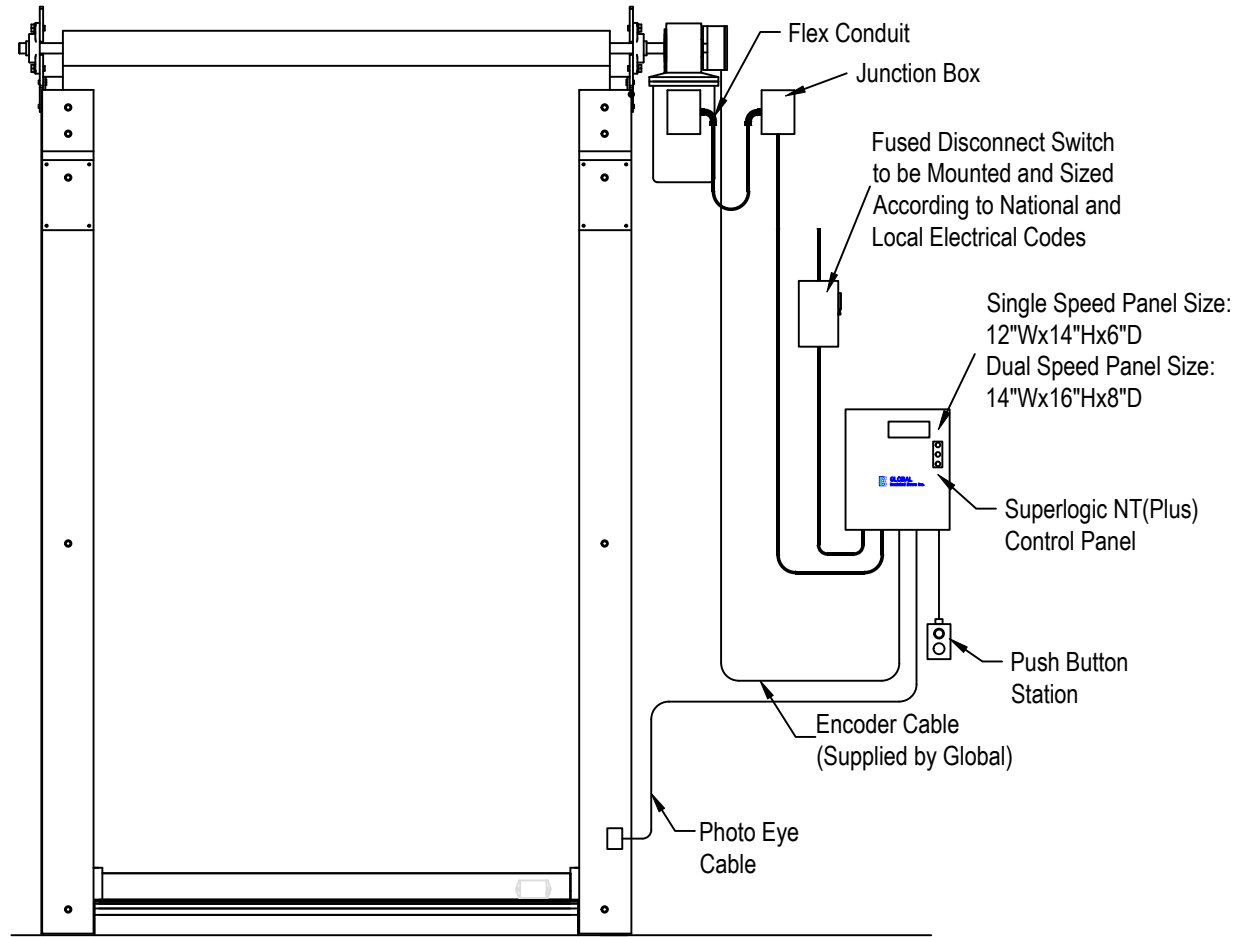 Flex Conduit
Junction Box
Fused Disconnect Switch
to be Mounted and Sized
According to National and
Local Electrical Codes
Single Speed Panel Size:
12"Wx14"Hx6"D
Dual Speed Panel Size:
14"Wx16"Hx8"D
GLOBAL
Superlogic NT(Plus)
Control Panel
Push Button
Station
Encoder Cable
(Supplied by Global)
Photo Eye
Cable